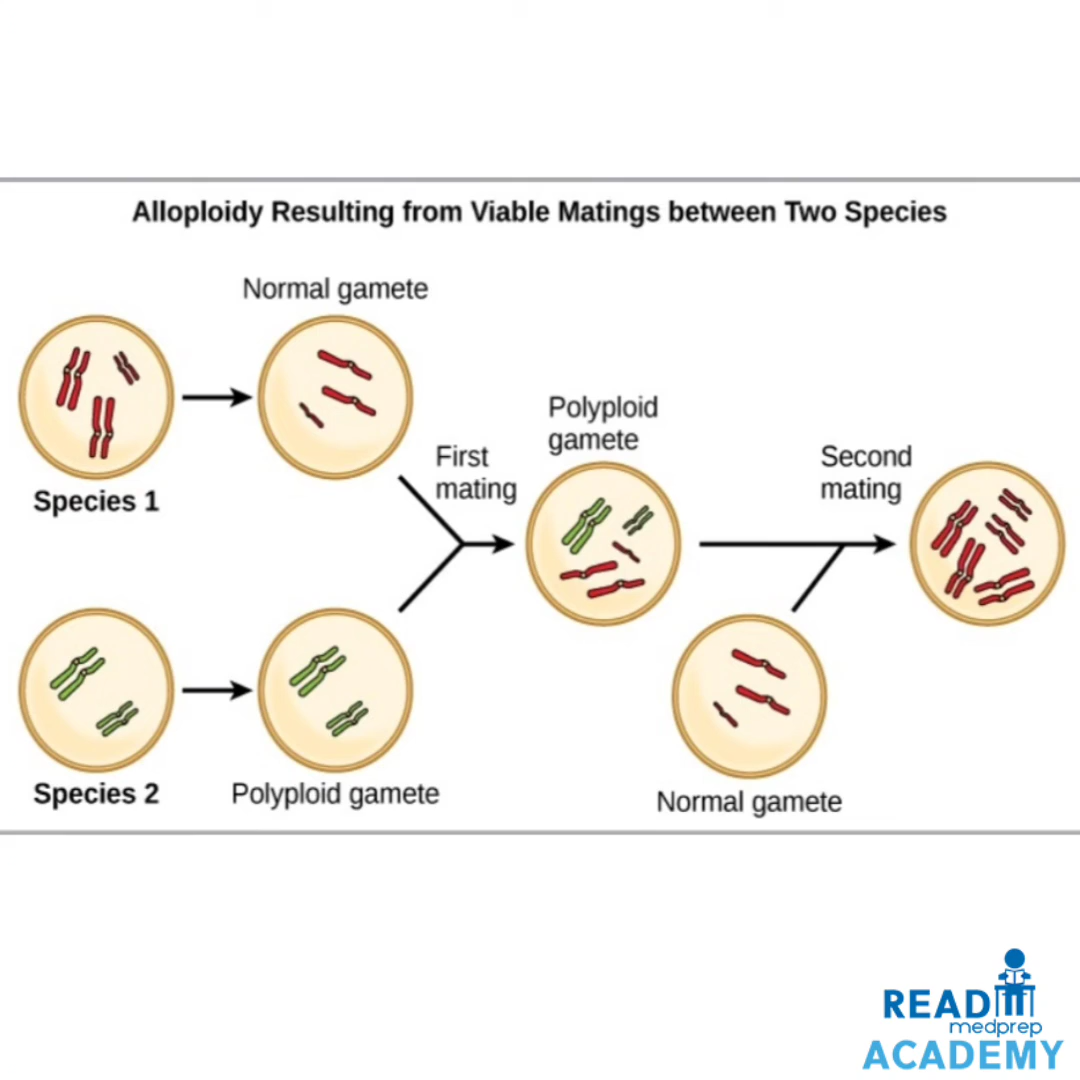 Alloploidy Resulting from Viable Matings between Two Species
Normal gamete
Species 1
First
mating
Polyploid
gamete
Second
mating
Species 2
Polyploid gamete
Normal gamete
READ
medprep
ACADEMY